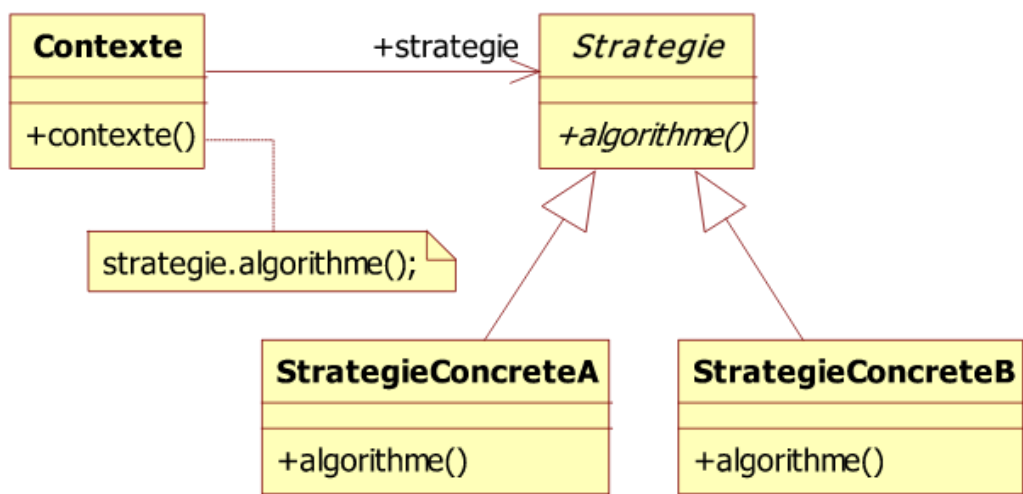 Contexte
+strategie
Strategie
+contexte()
+algorithme()
strategie.algorithme();
StrategieConcreteA
StrategieConcreteB
+algorithme()
+algorithme()